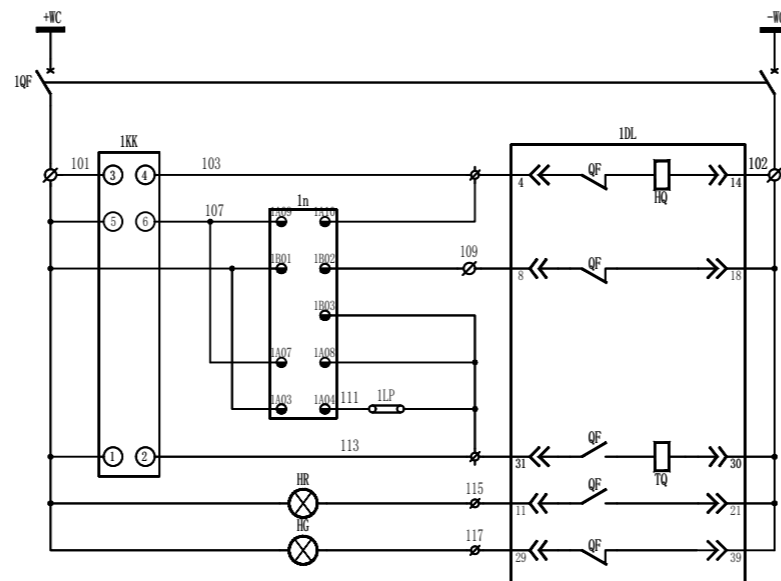 +WC -WC
1QF
1KK 1DL
101 103 102
3 4 4 QF 14
HQ
5 6 107 1n
1A09 1A10
109
1B01 1B02 8 QF 18
1B03
1A07 1A08
1A03 1A04 111 1LP
113
1 2 31 QF 30
TQ
HR 115 QF
11 21
HG 117
29 QF 39